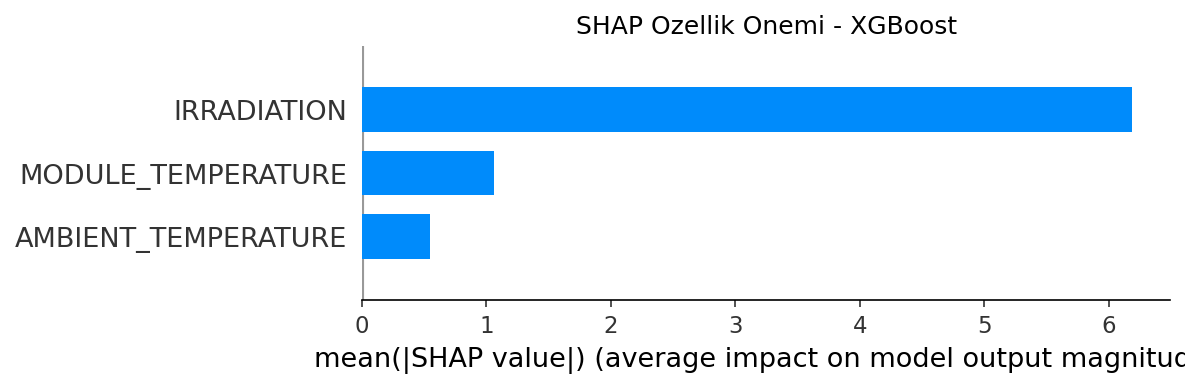 SHAP Ozellik Onemi - XGBoost
IRRADIATION
MODULE_TEMPERATURE
AMBIENT_TEMPERATURE
0 1 2 3 4 5 6
mean(|SHAP value|) (average impact on model output magnitud